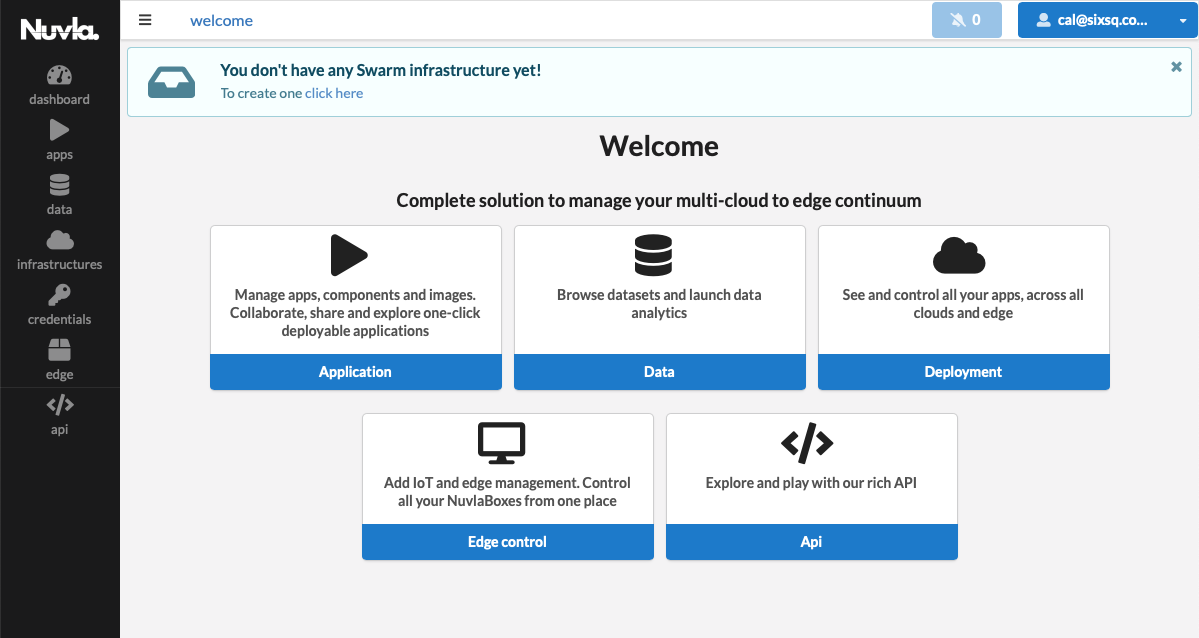 Nuvla.
dashboard
apps
data
infrastructures
credentials
edge
api
welcome
0
cal@sixsq.co...
You don't have any Swarm infrastructure yet!
To create one click here
Welcome
Complete solution to manage your multi-cloud to edge continuum
Manage apps, components and images.
Collaborate, share and explore one-click
deployable applications
Application
Browse datasets and launch data
analytics
Data
See and control all your apps, across all
clouds and edge
Deployment
Add IoT and edge management. Control
all your NuvlaBoxes from one place
Edge control
Explore and play with our rich API
Api